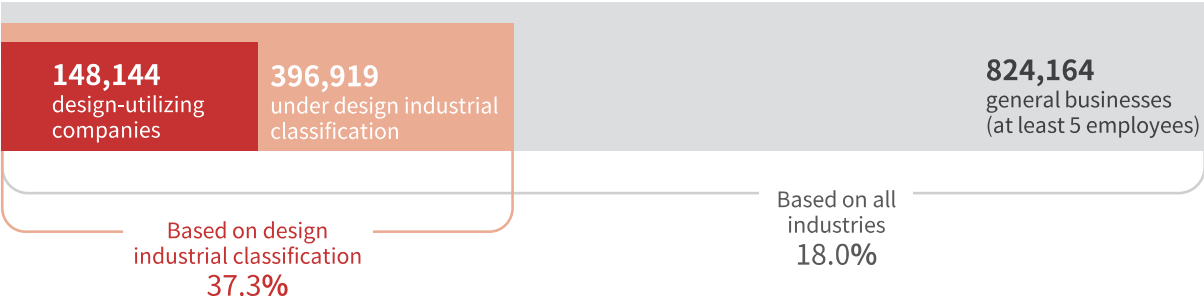 148,144
design-utilizing
companies
396,919
under design industrial
classification
824,164
general businesses
(at least 5 employees)
Based on all
industries
18.0%
Based on design
industrial classification
37.3%